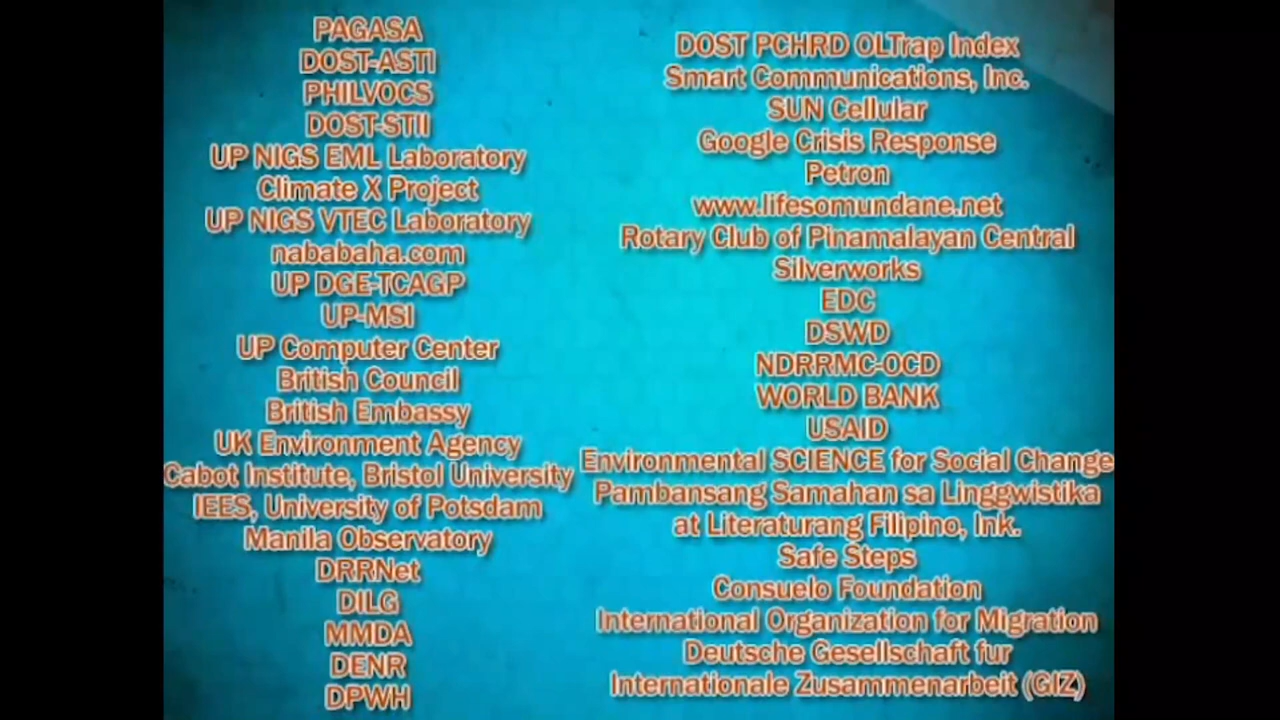 PAGASA
DOST-ASTI
PHILVOCS
DOST-STII
UP NIGS EML Laboratory
Climate X Project
UP NIGS VTEC Laboratory
nababaha.com
UP DGE-TCAGP
UP-MSI
UP Computer Center
British Council
British Embassy
UK Environment Agency
Cabot Institute, Bristol University
IEES, University of Potsdam
Manila Observatory
DRRNet
DILG
MMDA
DENR
DPWH
DOST PCHRD OLTrap Index
Smart Communications, Inc.
SUN Cellular
Google Crisis Response
Petron
www.lifesomundane.net
Rotary Club of Pinamalayan Central
Silverworks
EDC
DSWD
NDRRMC-OCD
WORLD BANK
USAID
Environmental SCIENCE for Social Change
Pambansang Samahan sa Linggwistika
at Literaturang Filipino, Ink.
Safe Steps
Consuelo Foundation
International Organization for Migration
Deutsche Gesellschaft fur
Internationale Zusammenarbeit (GIZ)